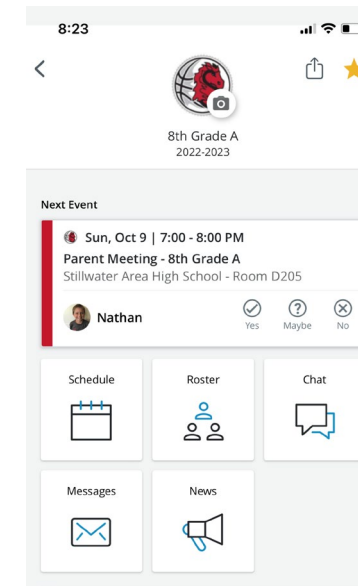 8:23
8th Grade A
2022-2023
Next Event
Sun, Oct 9 | 7:00 - 8:00 PM
Parent Meeting - 8th Grade A
Stillwater Area High School - Room D205
Nathan
Yes Maybe No
Schedule Roster Chat
Messages News